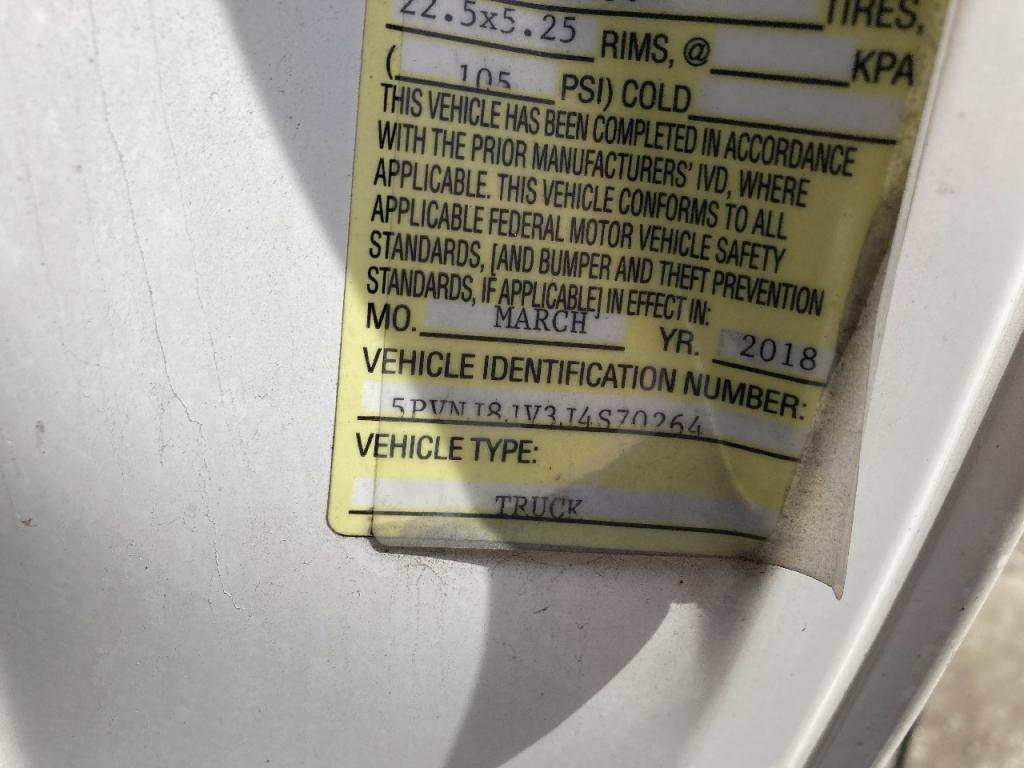 22.5x5.25 RIMS, @ KPA TIRES,
( 105 PSI) COLD
THIS VEHICLE HAS BEEN COMPLETED IN ACCORDANCE
WITH THE PRIOR MANUFACTURERS' IVD, WHERE
APPLICABLE. THIS VEHICLE CONFORMS TO ALL
APPLICABLE FEDERAL MOTOR VEHICLE SAFETY
STANDARDS, [AND BUMPER AND THEFT PREVENTION
STANDARDS, IF APPLICABLE] IN EFFECT IN:
MO. MARCH YR. 2018
VEHICLE IDENTIFICATION NUMBER:
5PVNJ8JV3J4S70264
VEHICLE TYPE:
TRUCK